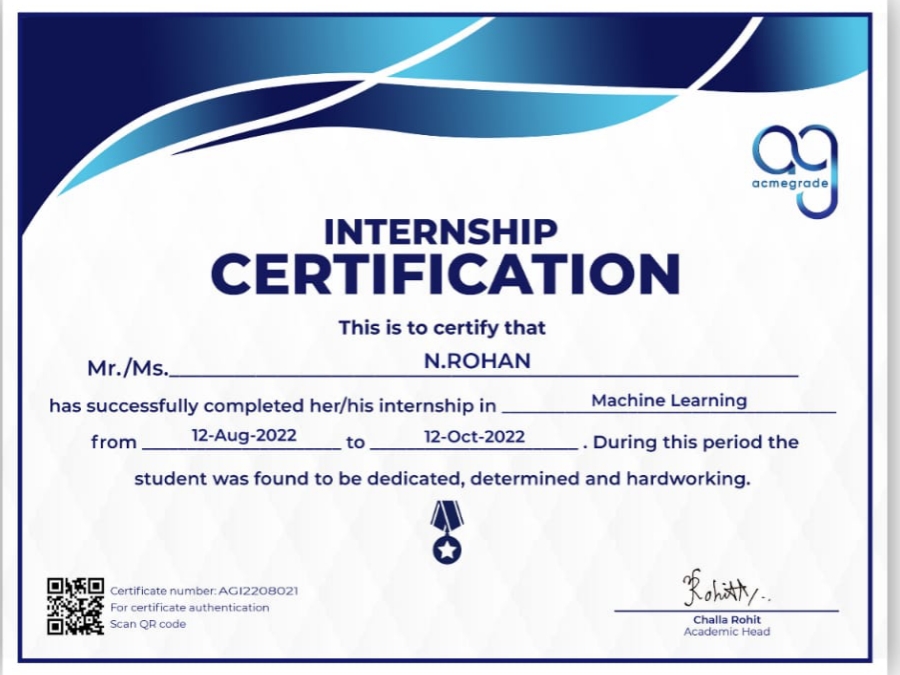 acmegrade
INTERNSHIP
CERTIFICATION
This is to certify that
Mr./Ms. N.ROHAN
has successfully completed her/his internship in Machine Learning
from 12-Aug-2022 to 12-Oct-2022 . During this period the
student was found to be dedicated, determined and hardworking.
Certificate number: AGI2208021
For certificate authentication
Scan QR code
Rohith
Challa Rohit
Academic Head